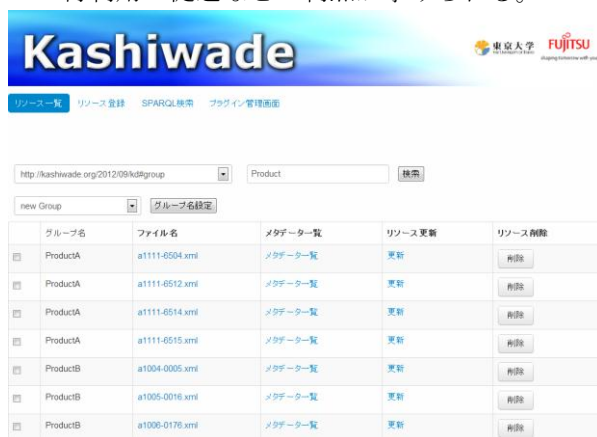 Kashiwade
東京大学
FUJITSU
shaping tomorrow with you
リソース一覧 リソース登録 SPARQL検索 プラグイン管理画面
http://kashiwade.org/2012/09/kd#group Product 検索
new Group グループ名設定
グループ名 ファイル名 メタデータ一覧 リソース更新 リソース削除
ProductA a1111-6504.xml メタデータ一覧 更新 削除
ProductA a1111-6512.xml メタデータ一覧 更新 削除
ProductA a1111-6514.xml メタデータ一覧 更新 削除
ProductA a1111-6515.xml メタデータ一覧 更新 削除
ProductB a1004-0005.xml メタデータ一覧 更新 削除
ProductB a1005-0016.xml メタデータ一覧 更新 削除
ProductB a1006-0176.xml メタデータ一覧 更新 削除